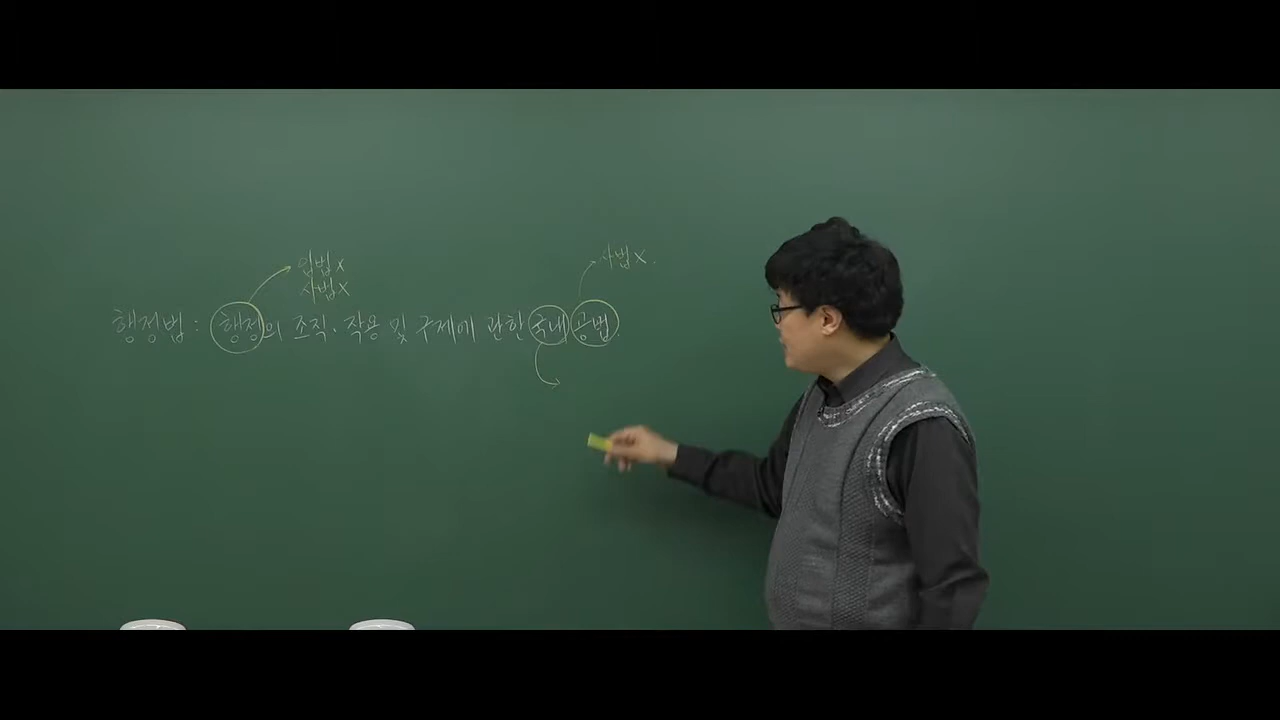 입법 x
사법 x
사법 x.
행정법 : 행정의 조직·작용 및 구제에 관한 국내 공법.